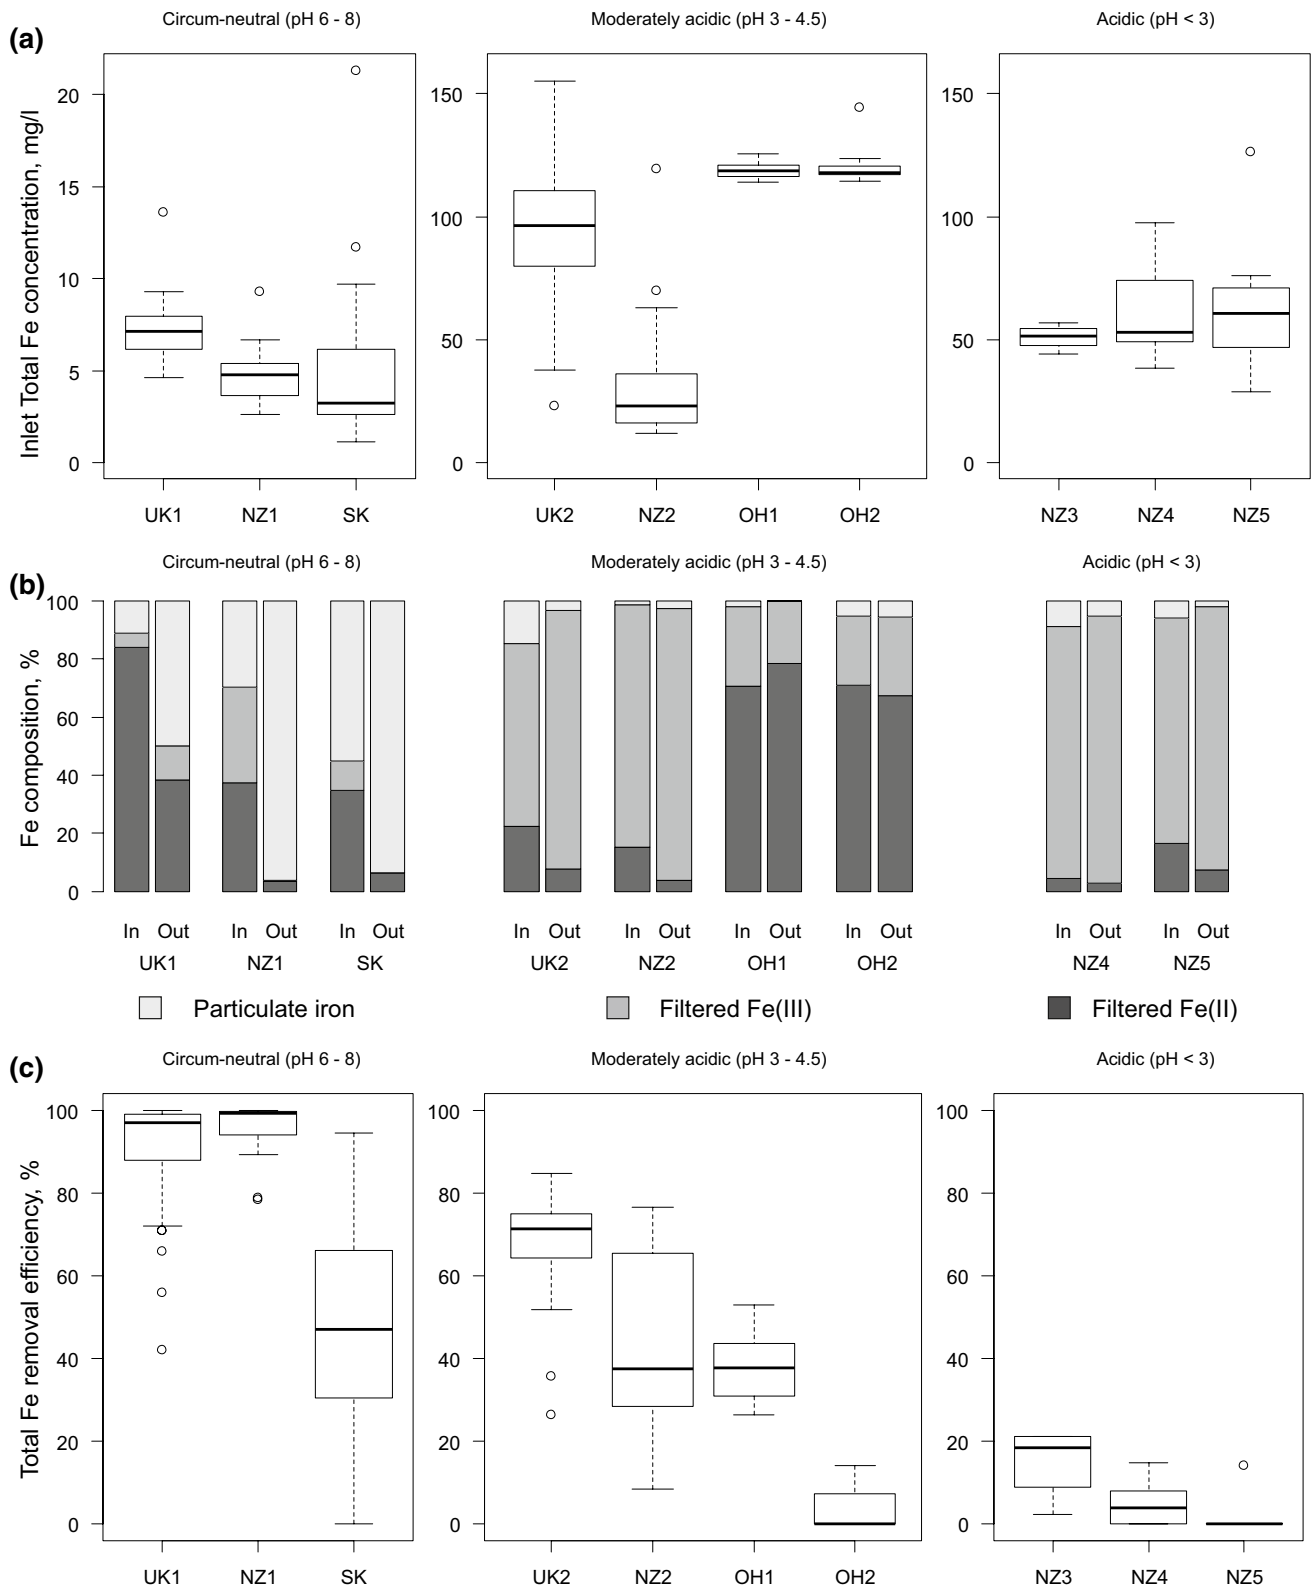 (a)
Circum-neutral (pH 6 - 8)
Moderately acidic (pH 3 - 4.5)
Acidic (pH < 3)
Inlet Total Fe concentration, mg/l
20
15
10
5
0
150
100
50
0
150
100
50
0
UK1 NZ1 SK
UK2 NZ2 OH1 OH2
NZ3 NZ4 NZ5
(b)
Circum-neutral (pH 6 - 8)
Moderately acidic (pH 3 - 4.5)
Acidic (pH < 3)
Fe composition, %
100
80
60
40
20
0
In Out In Out In Out
UK1 NZ1 SK
In Out In Out In Out In Out
UK2 NZ2 OH1 OH2
In Out In Out
NZ4 NZ5
Particulate iron
Filtered Fe(III)
Filtered Fe(II)
(c)
Circum-neutral (pH 6 - 8)
Moderately acidic (pH 3 - 4.5)
Acidic (pH < 3)
Total Fe removal efficiency, %
100
80
60
40
20
0
100
80
60
40
20
0
100
80
60
40
20
0
UK1 NZ1 SK
UK2 NZ2 OH1 OH2
NZ3 NZ4 NZ5